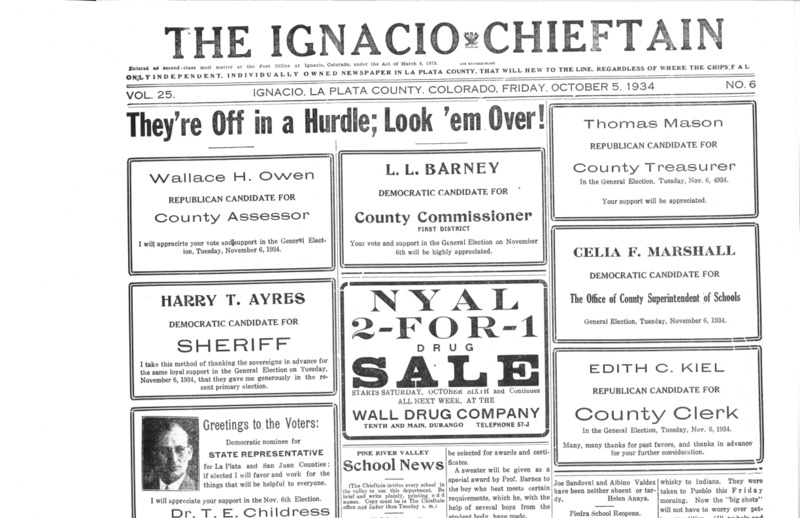 THE IGNACIO CHIEFTAIN
Entered as second-class mail matter at the Post Office at Ignacio, Colorado, under the Act of March 3, 1879.
ONLY INDEPENDENT, INDIVIDUALLY OWNED NEWSPAPER IN LA PLATA COUNTY, THAT WILL HEW TO THE LINE, REGARDLESS OF WHERE THE CHIPS FAL
VOL. 25. IGNACIO, LA PLATA COUNTY, COLORADO, FRIDAY, OCTOBER 5, 1934 NO. 6
They're Off in a Hurdle; Look 'em Over!
Wallace H. Owen
REPUBLICAN CANDIDATE FOR
County Assessor
I will apprecirte your vote and support in the General Elect-
ion, Tuesday, November 6, 1934.
HARRY T. AYRES
DEMOCRATIC CANDIDATE FOR
SHERIFF
I take this method of thanking the sovereigns in advance for
the same loyal support in the General Election on Tuesday,
November 6, 1934, that they gave me generously in the re-
cent primary election.
Greetings to the Voters:
Democratic nominee for
STATE REPRESENTATIVE
for La Plata and San Juan Counties:
if elected I will favor and work for the
things that will be helpful to everyone.
I will appreciate your support in the Nov. 6th Election.
Dr. T. E. Childress
L. L. BARNEY
DEMOCRATIC CANDIDATE FOR
County Commissioner
FIRST DISTRICT
Your vote and support in the General Election on November
6th will be highly appreciated.
NYAL
2-FOR-1
DRUG
SALE
STARTS SATURDAY, OCTOBER SIXTH and Continues
ALL NEXT WEEK, AT THE
WALL DRUG COMPANY
TENTH AND MAIN, DURANGO TELEPHONE 57-J
PINE RIVER VALLEY
School News
(The Chieftain invites every school in
the valley to use this department. Be
brief and write plainly, printing
names. Copy must be in The Chieftain
office not later than Tuesday
be selected for awards and certi-
ficates.
A sweater will be given as a
special award by Prof. Barnes to
the boy who best meets certain
requirements, which he, with the
help of several boys from the
student body, have made.
Thomas Mason
REPUBLICAN CANDIDATE FOR
County Treasurer
In the General Election, Tuesday, Nov. 6, 4934.
Your support will be appreciated.
CELIA F. MARSHALL
DEMOCRATIC CANDIDATE FOR
The Office of County Superintendent of Schools
General Election, Tuesday, November 6, 1934.
EDITH C. KIEL
REPUBLICAN CANDIDATE FOR
County Clerk
In the General Election, Tuesday, Nov. 6, 1934.
Many, many thanks for past favors, and thanks in advance
for your further consideration.
Joe Sandoval and Albino Valdez
have been neither absent or tar-
dy. Helen Anaya.
Piedra School Reopens.
whisky to Indians. They were
taken to Pueblo this Friday
morning. Now the "big shots"
will not have to worry over pet-